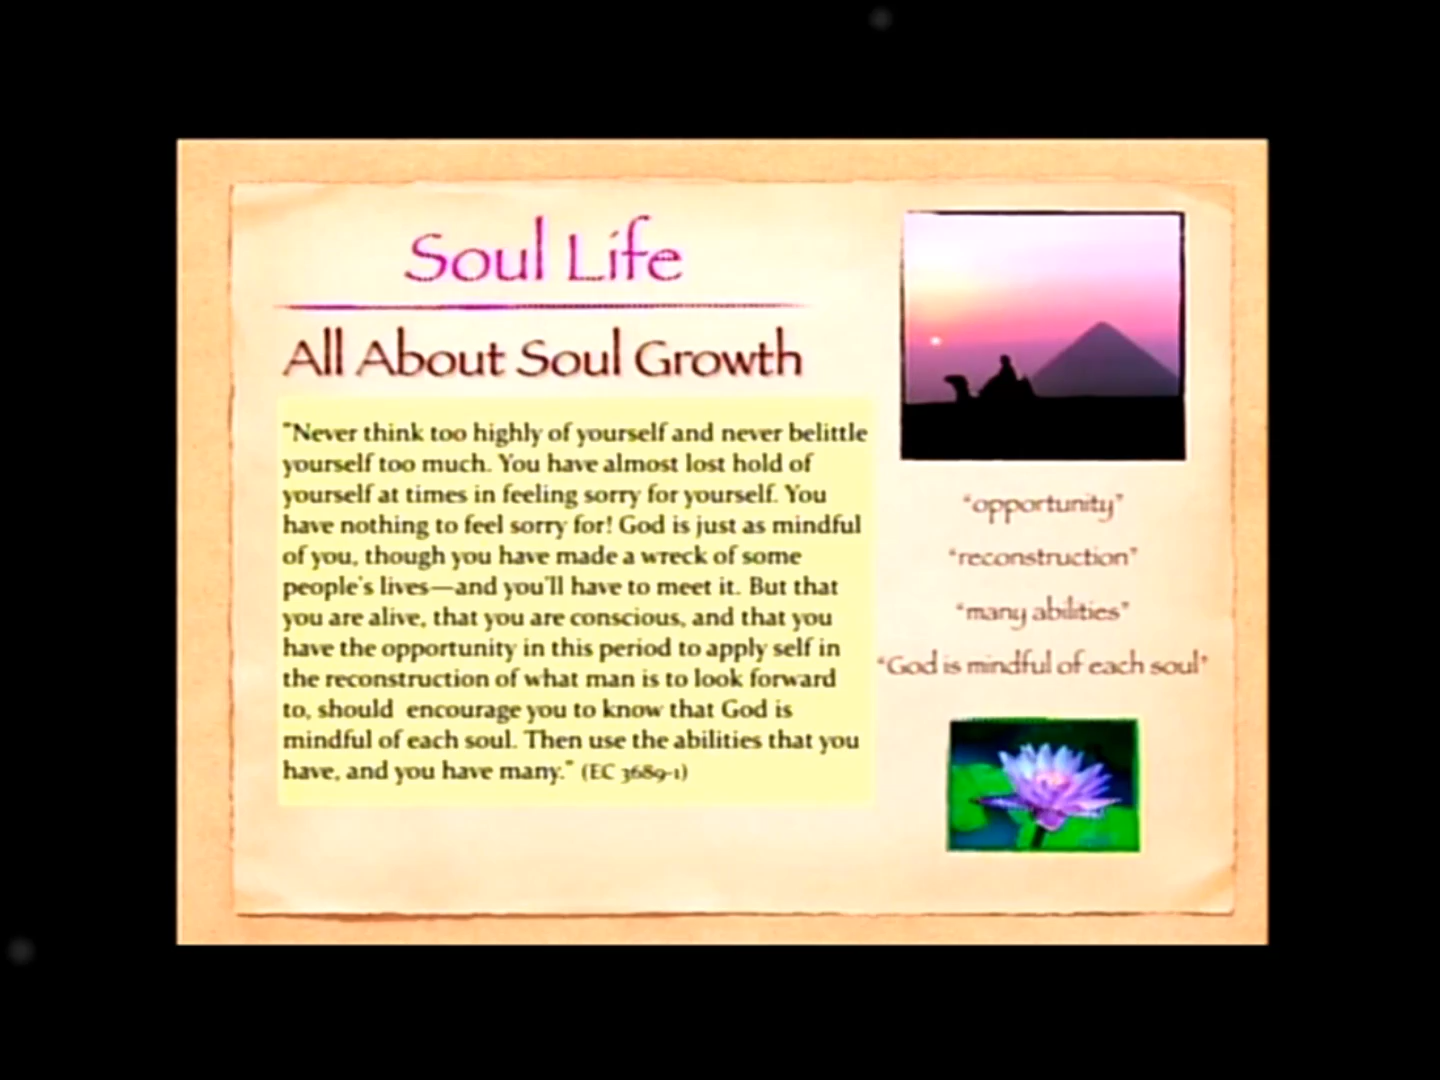 Soul Life
All About Soul Growth
"Never think too highly of yourself and never belittle
yourself too much. You have almost lost hold of
yourself at times in feeling sorry for yourself. You
have nothing to feel sorry for! God is just as mindful
of you, though you have made a wreck of some
people's lives—and you'll have to meet it. But that
you are alive, that you are conscious, and that you
have the opportunity in this period to apply self in
the reconstruction of what man is to look forward
to, should  encourage you to know that God is
mindful of each soul. Then use the abilities that you
have, and you have many." (EC 3689-1)
"opportunity"
"reconstruction"
"many abilities"
"God is mindful of each soul"